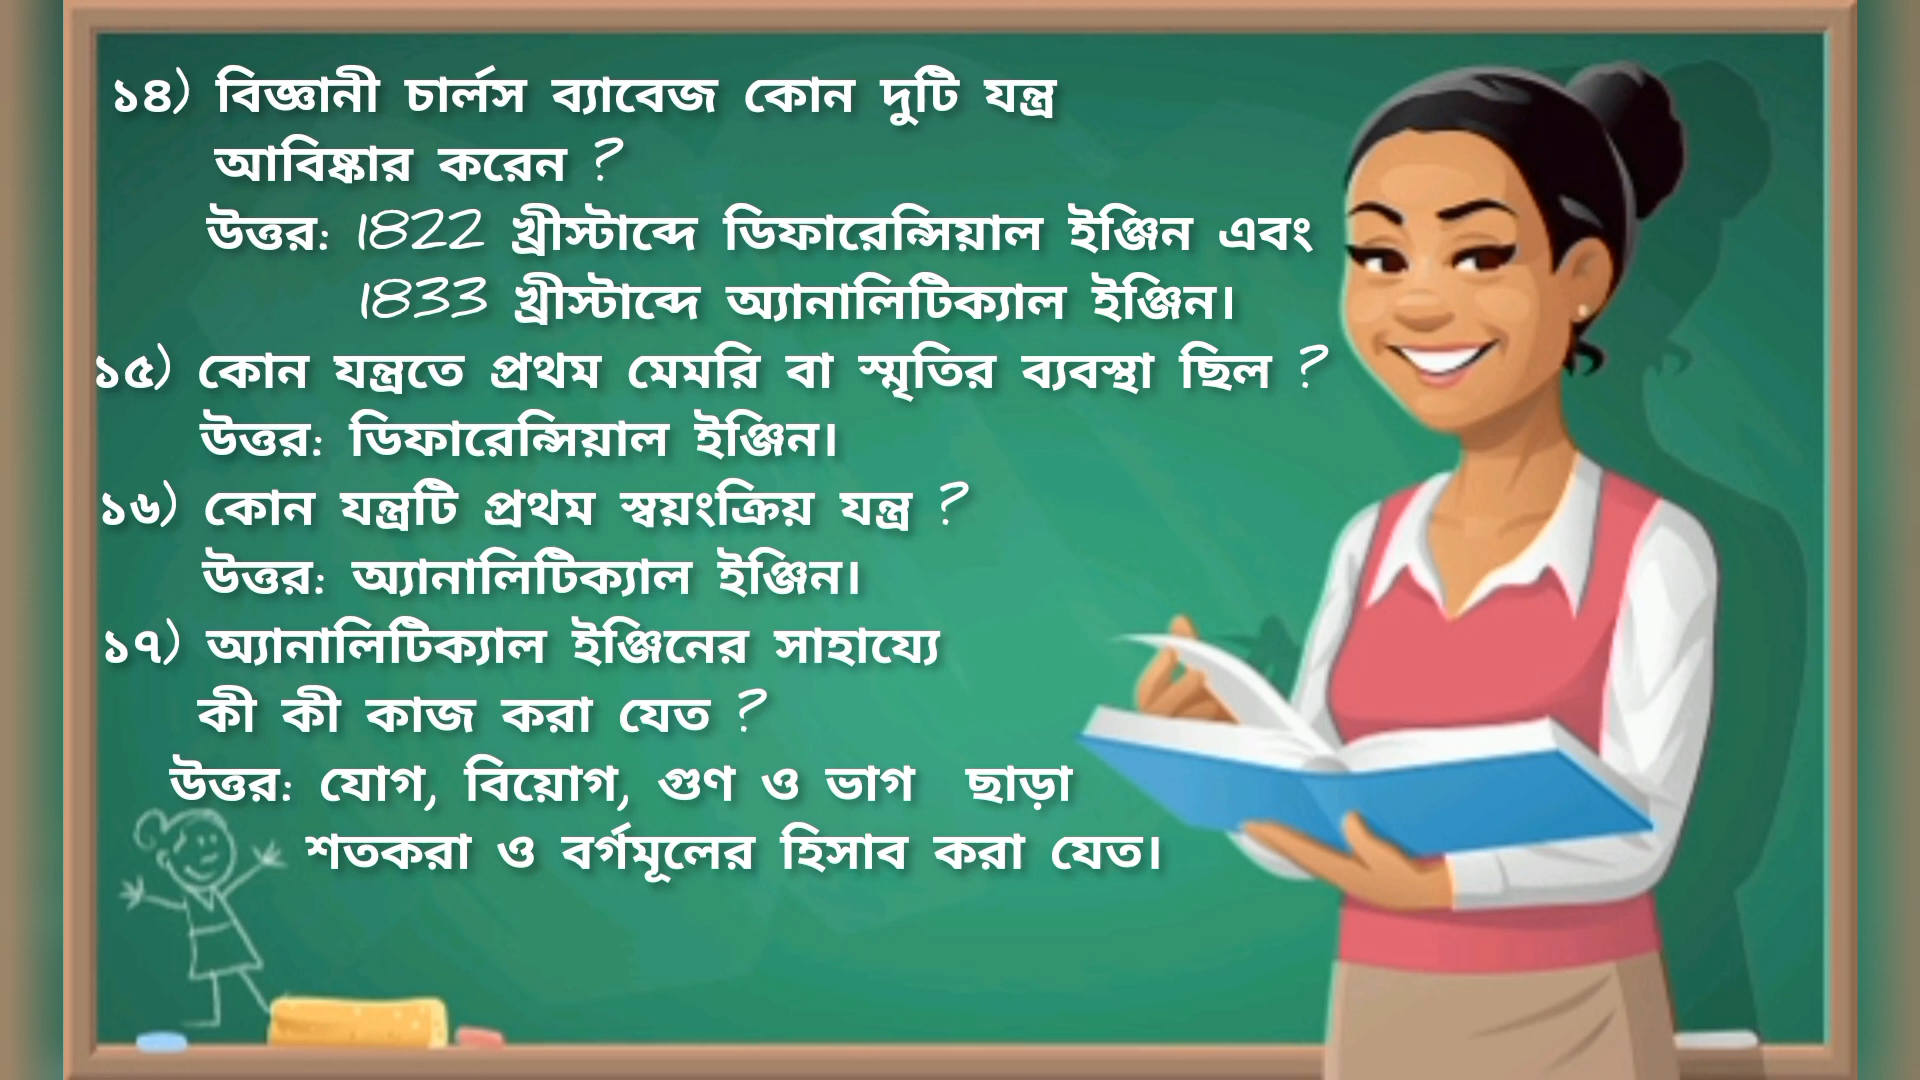 ১৪) বিজ্ঞানী চার্লস ব্যাবেজ কোন দুটি যন্ত্র
আবিষ্কার করেন ?
উত্তর: 1822 খ্রীস্টাব্দে ডিফারেন্সিয়াল ইঞ্জিন এবং
1833 খ্রীস্টাব্দে অ্যানালিটিক্যাল ইঞ্জিন।
১৫) কোন যন্ত্রতে প্রথম মেমরি বা স্মৃতির ব্যবস্থা ছিল ?
উত্তর: ডিফারেন্সিয়াল ইঞ্জিন।
১৬) কোন যন্ত্রটি প্রথম স্বয়ংক্রিয় যন্ত্র ?
উত্তর: অ্যানালিটিক্যাল ইঞ্জিন।
১৭) অ্যানালিটিক্যাল ইঞ্জিনের সাহায্যে
কী কী কাজ করা যেত ?
উত্তর: যোগ, বিয়োগ, গুণ ও ভাগ ছাড়া
শতকরা ও বর্গমূলের হিসাব করা যেত।